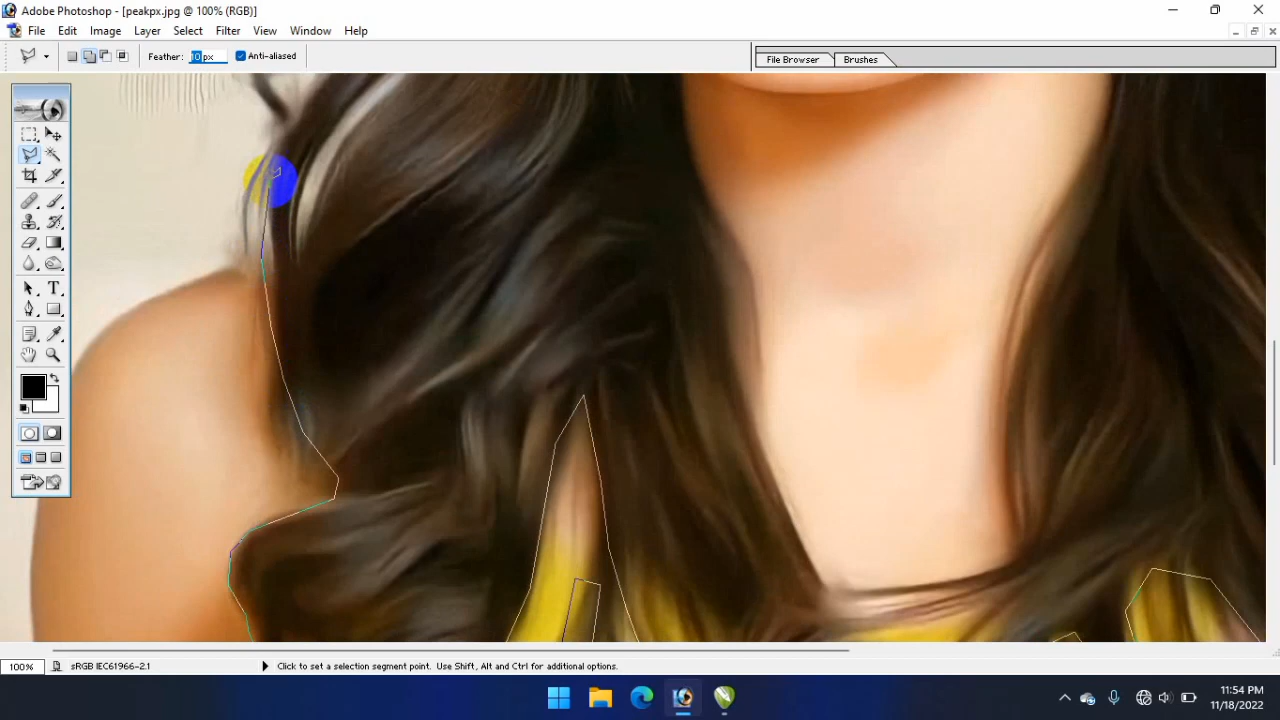 Adobe Photoshop - [peakpx.jpg @ 100% (RGB)]
File Edit Image Layer Select Filter View Window Help
Feather: 10 px Anti-aliased File Browser Brushes
100% sRGB IEC61966-2.1 Click to set a selection segment point. Use Shift, Alt and Ctrl for additional options.
11:54 PM
11/18/2022